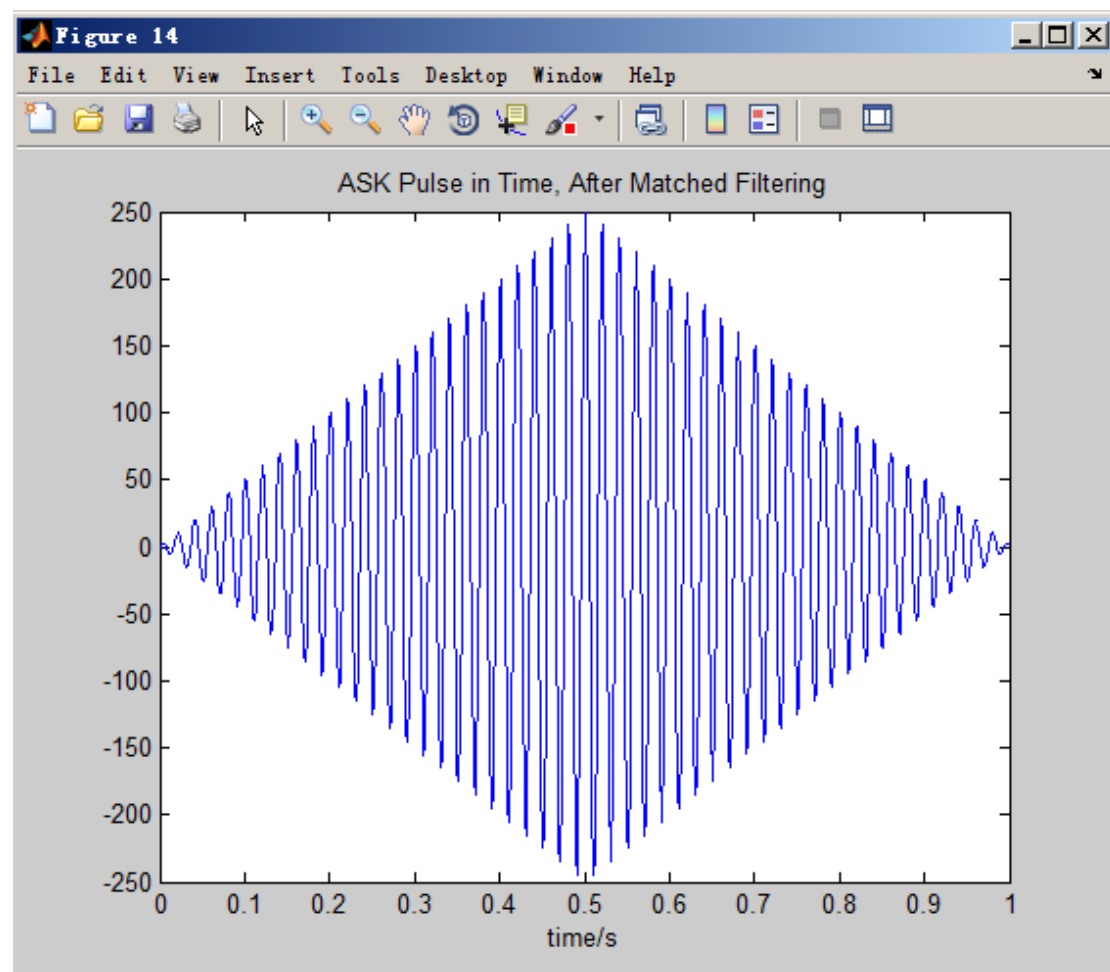 Figure 14
File Edit View Insert Tools Desktop Window Help
ASK Pulse in Time, After Matched Filtering
250
200
150
100
50
0
-50
-100
-150
-200
-250
0 0.1 0.2 0.3 0.4 0.5 0.6 0.7 0.8 0.9 1
time/s